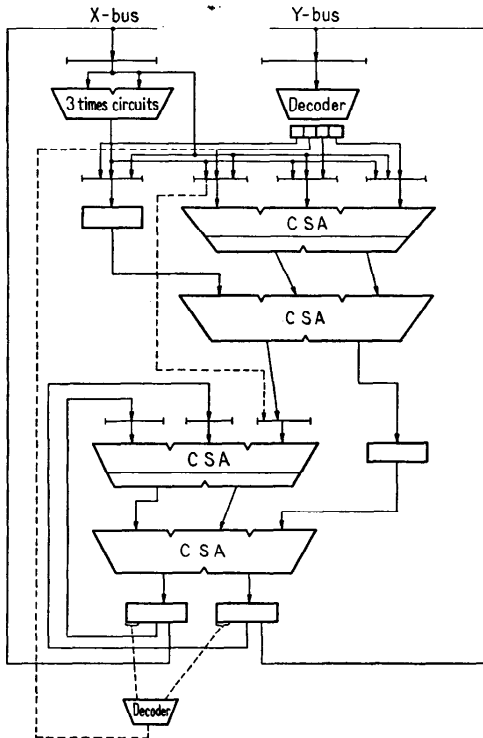 X-bus Y-bus
3 times circuits
Decoder
CSA
CSA
CSA
CSA
Decoder